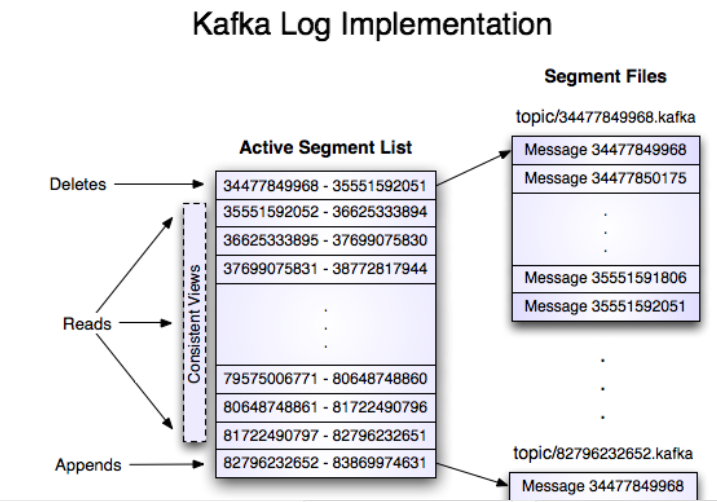 Kafka Log Implementation
Segment Files
topic/34477849968.kafka
Active Segment List
Message 34477849968
Message 34477850175
.
.
.
Message 35551591806
Message 35551592051
Deletes
34477849968 - 35551592051
35551592052 - 36625333894
36625333895 - 37699075830
37699075831 - 38772817944
.
.
.
79575006771 - 80648748860
80648748861 - 81722490796
81722490797 - 82796232651
82796232652 - 83869974631
Reads
Consistent Views
Appends
.
.
.
topic/82796232652.kafka
Message 34477849968